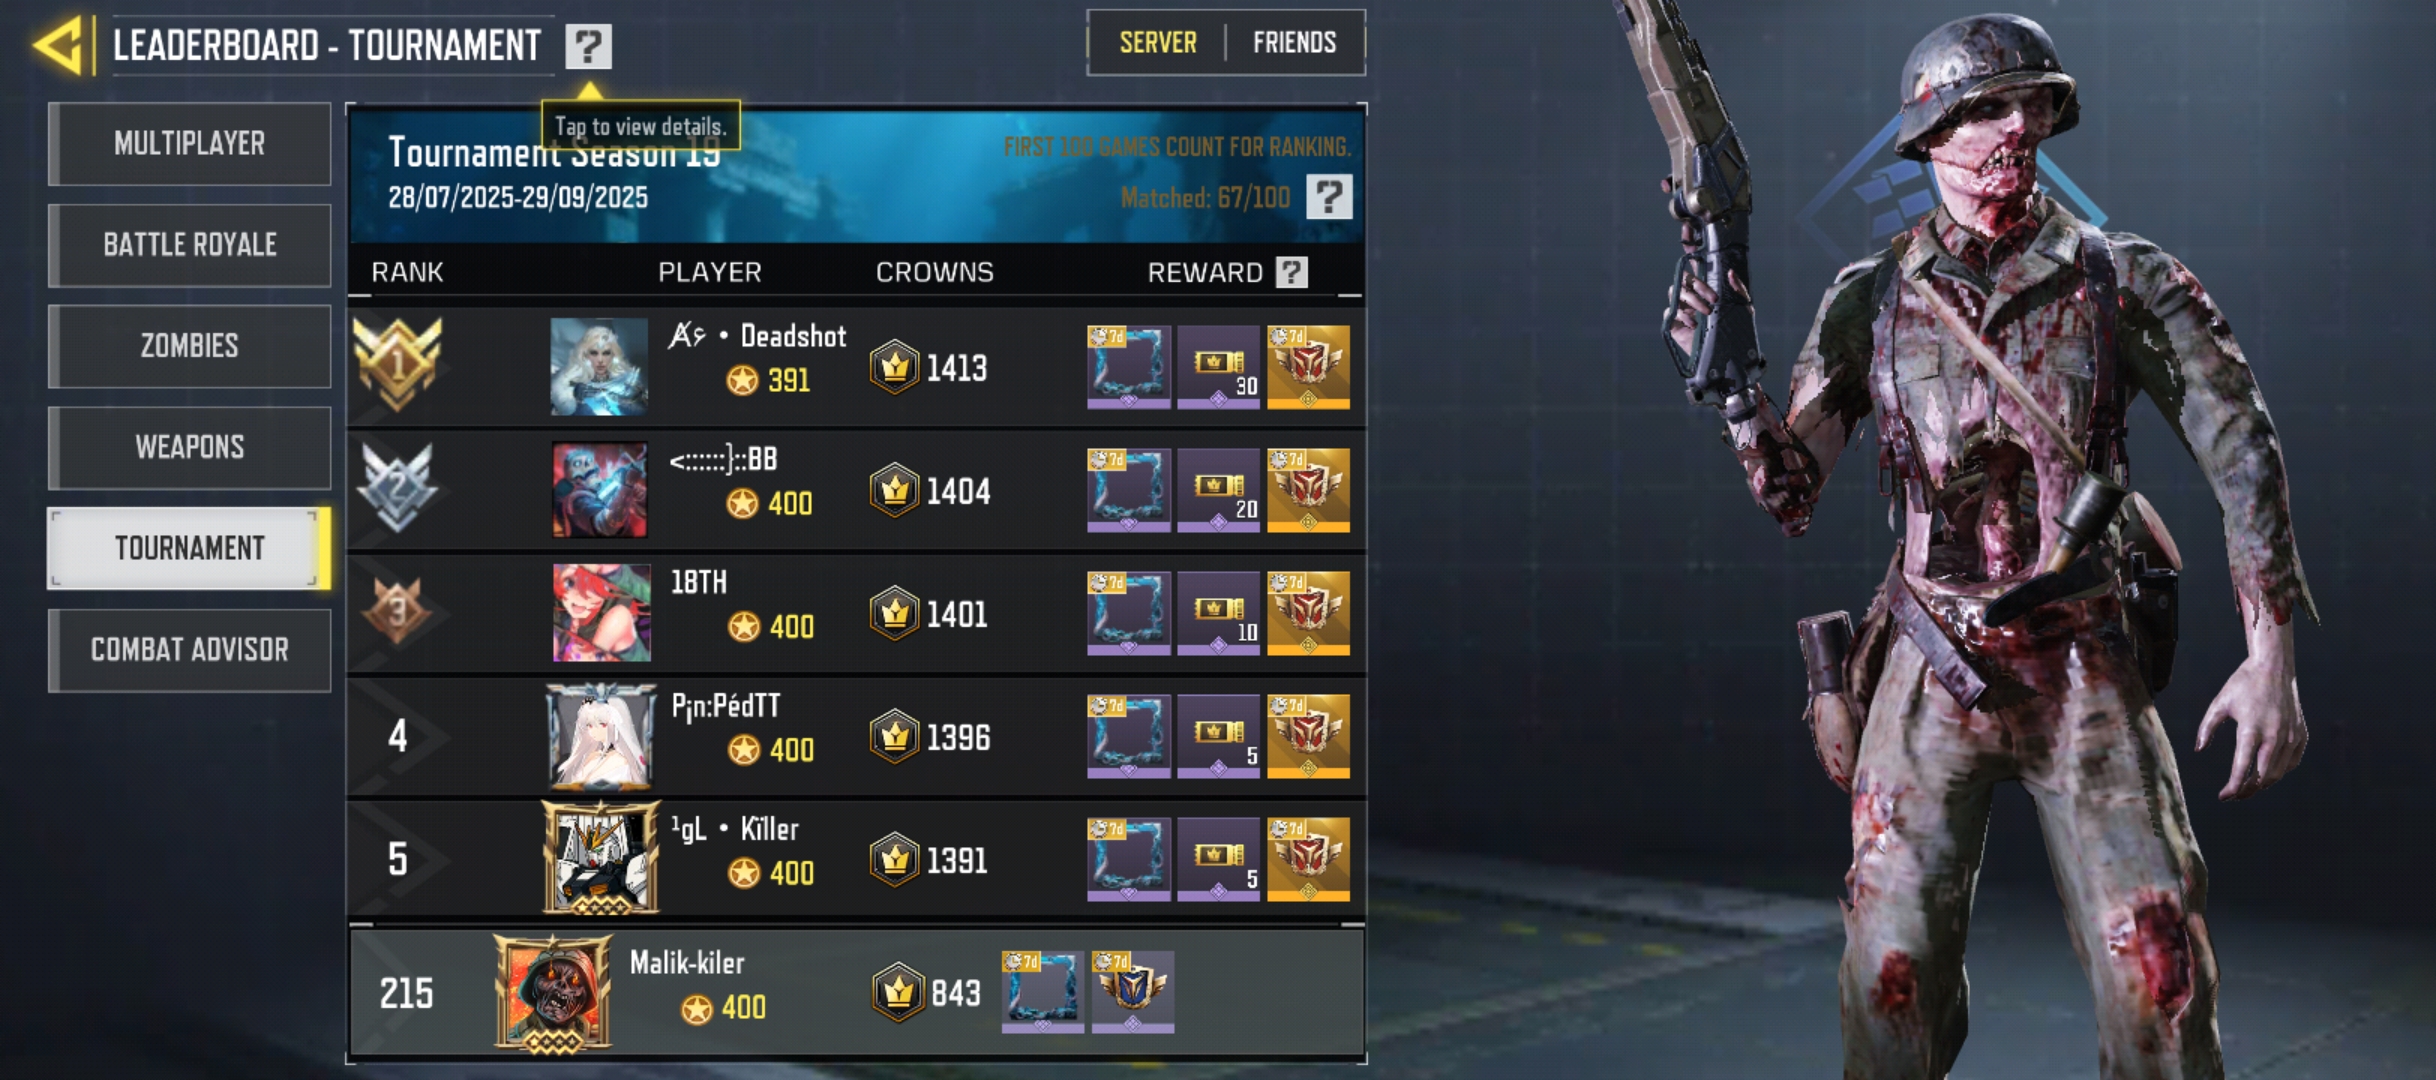 LEADERBOARD - TOURNAMENT ?
SERVER | FRIENDS
Tap to view details.
MULTIPLAYER
BATTLE ROYALE
ZOMBIES
WEAPONS
TOURNAMENT
COMBAT ADVISOR
Tournament Season 19
28/07/2025-29/09/2025
FIRST 100 GAMES COUNT FOR RANKING.
Matched: 67/100 ?
RANK PLAYER CROWNS REWARD ?
1 • Deadshot
391 1413 7d 30 7d
2 <::::::}::BB
400 1404 7d 20 7d
3 18TH
400 1401 7d 10 7d
4 P¡n:PédTT
400 1396 7d 5 7d
5 ¹gL • Kïller
400 1391 7d 5 7d
215 Malik-kiler
400 843 7d 7d